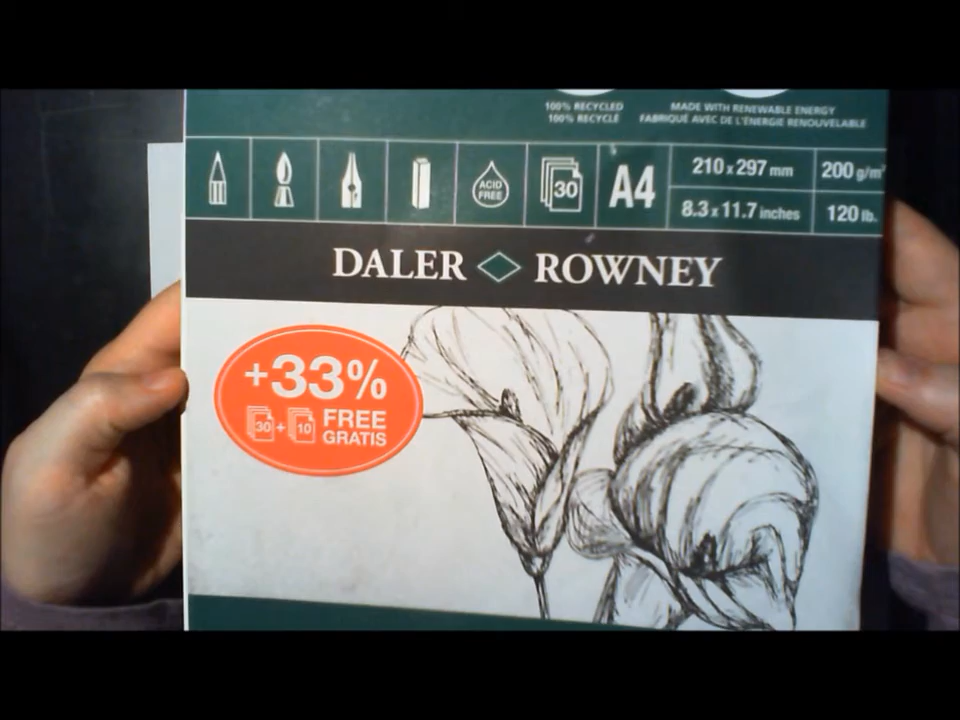 100% RECYCLED
100% RECYCLÉ
MADE WITH RENEWABLE ENERGY
FABRIQUÉ AVEC DE L'ÉNERGIE RENOUVELABLE
ACID FREE
30
A4
210 x 297 mm
200 g/m²
8.3 x 11.7 inches
120 lb.
DALER ROWNEY
+33%
30 + 10 FREE
GRATIS